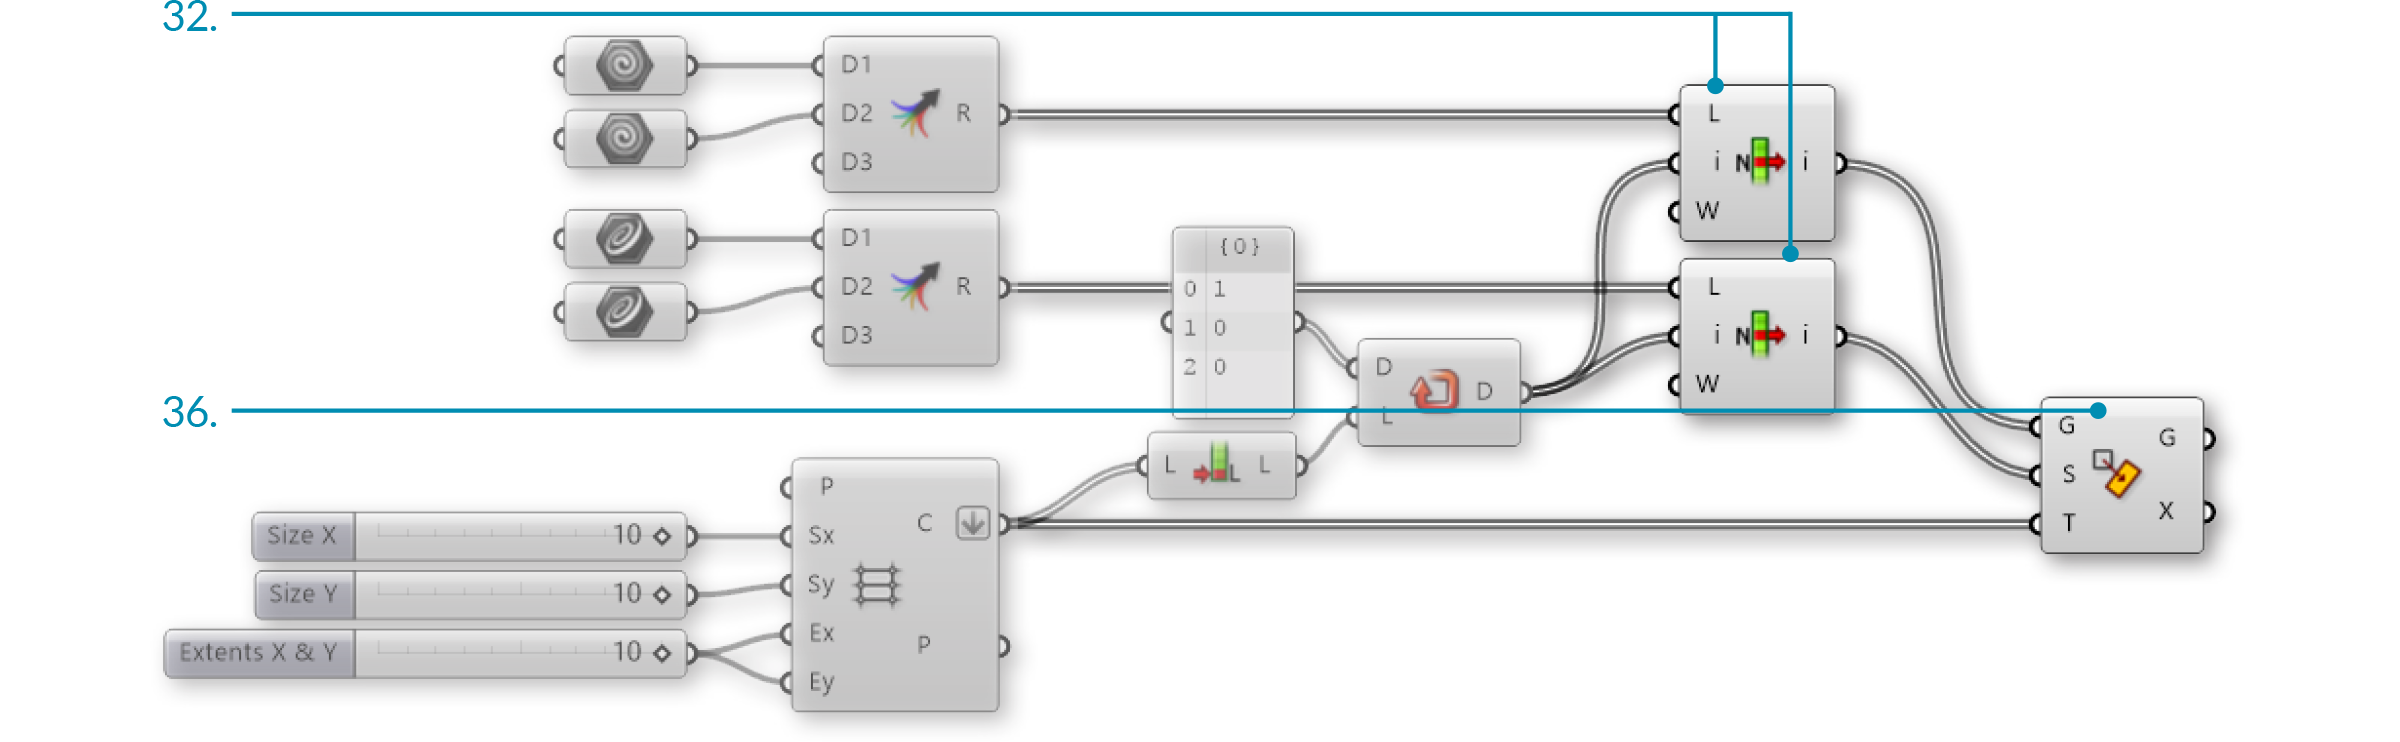 32.
D1
D2 R
D3
L
i N i
W
D1
D2 R
D3
{0}
0 1
1 0
2 0
L
i N i
W
D D
L
36.
G G
S
T X
L L L
P
C
Sx
Sy
Ex P
Ey
Size X 10
Size Y 10
Extents X & Y 10